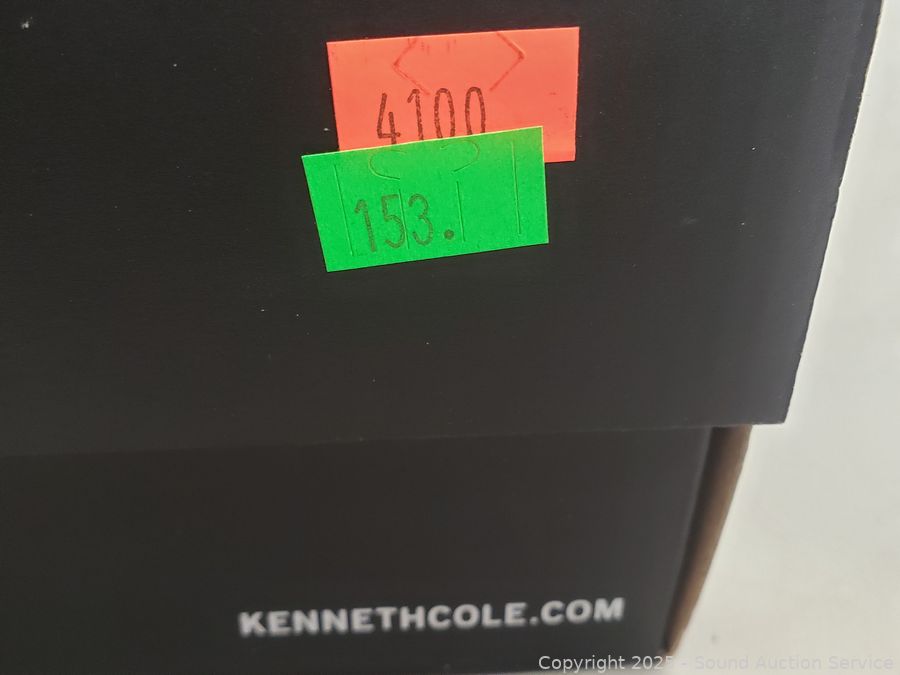 4100
153.
KENNETHCOLE.COM
Copyright 2025 - Sound Auction Service